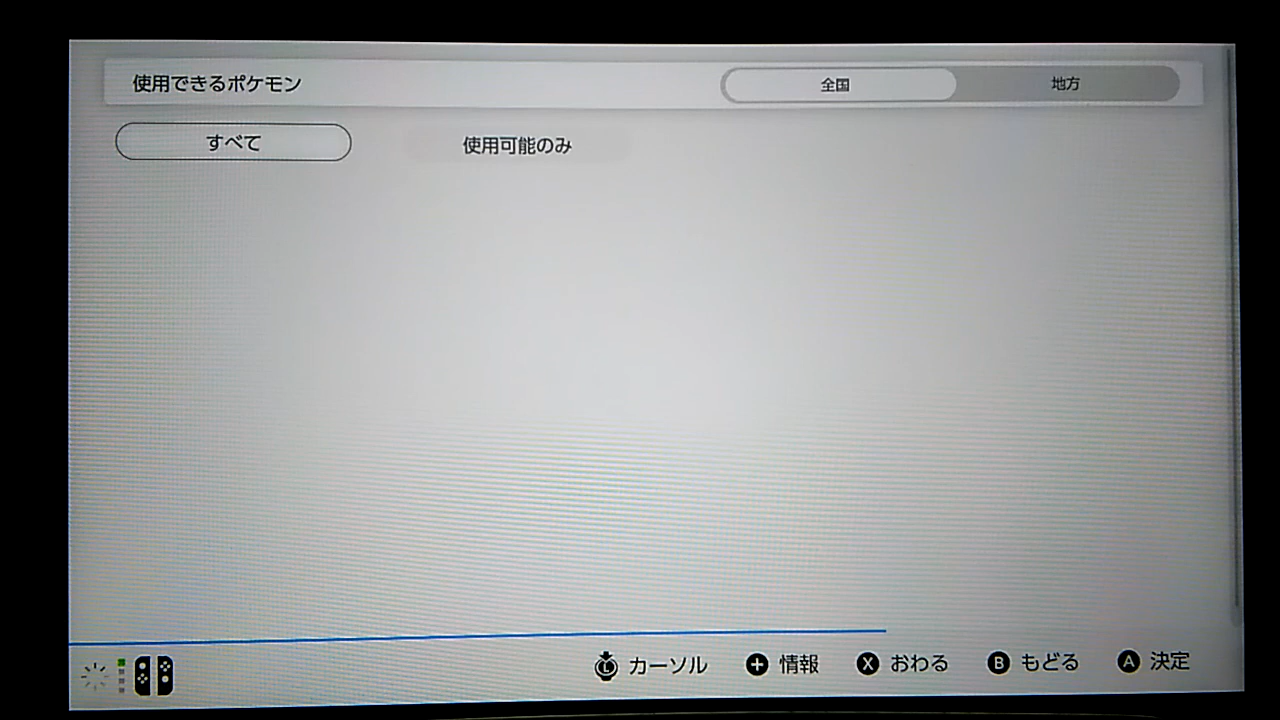 使用できるポケモン 全国 地方
すべて 使用可能のみ
L カーソル + 情報 X おわる B もどる A 決定